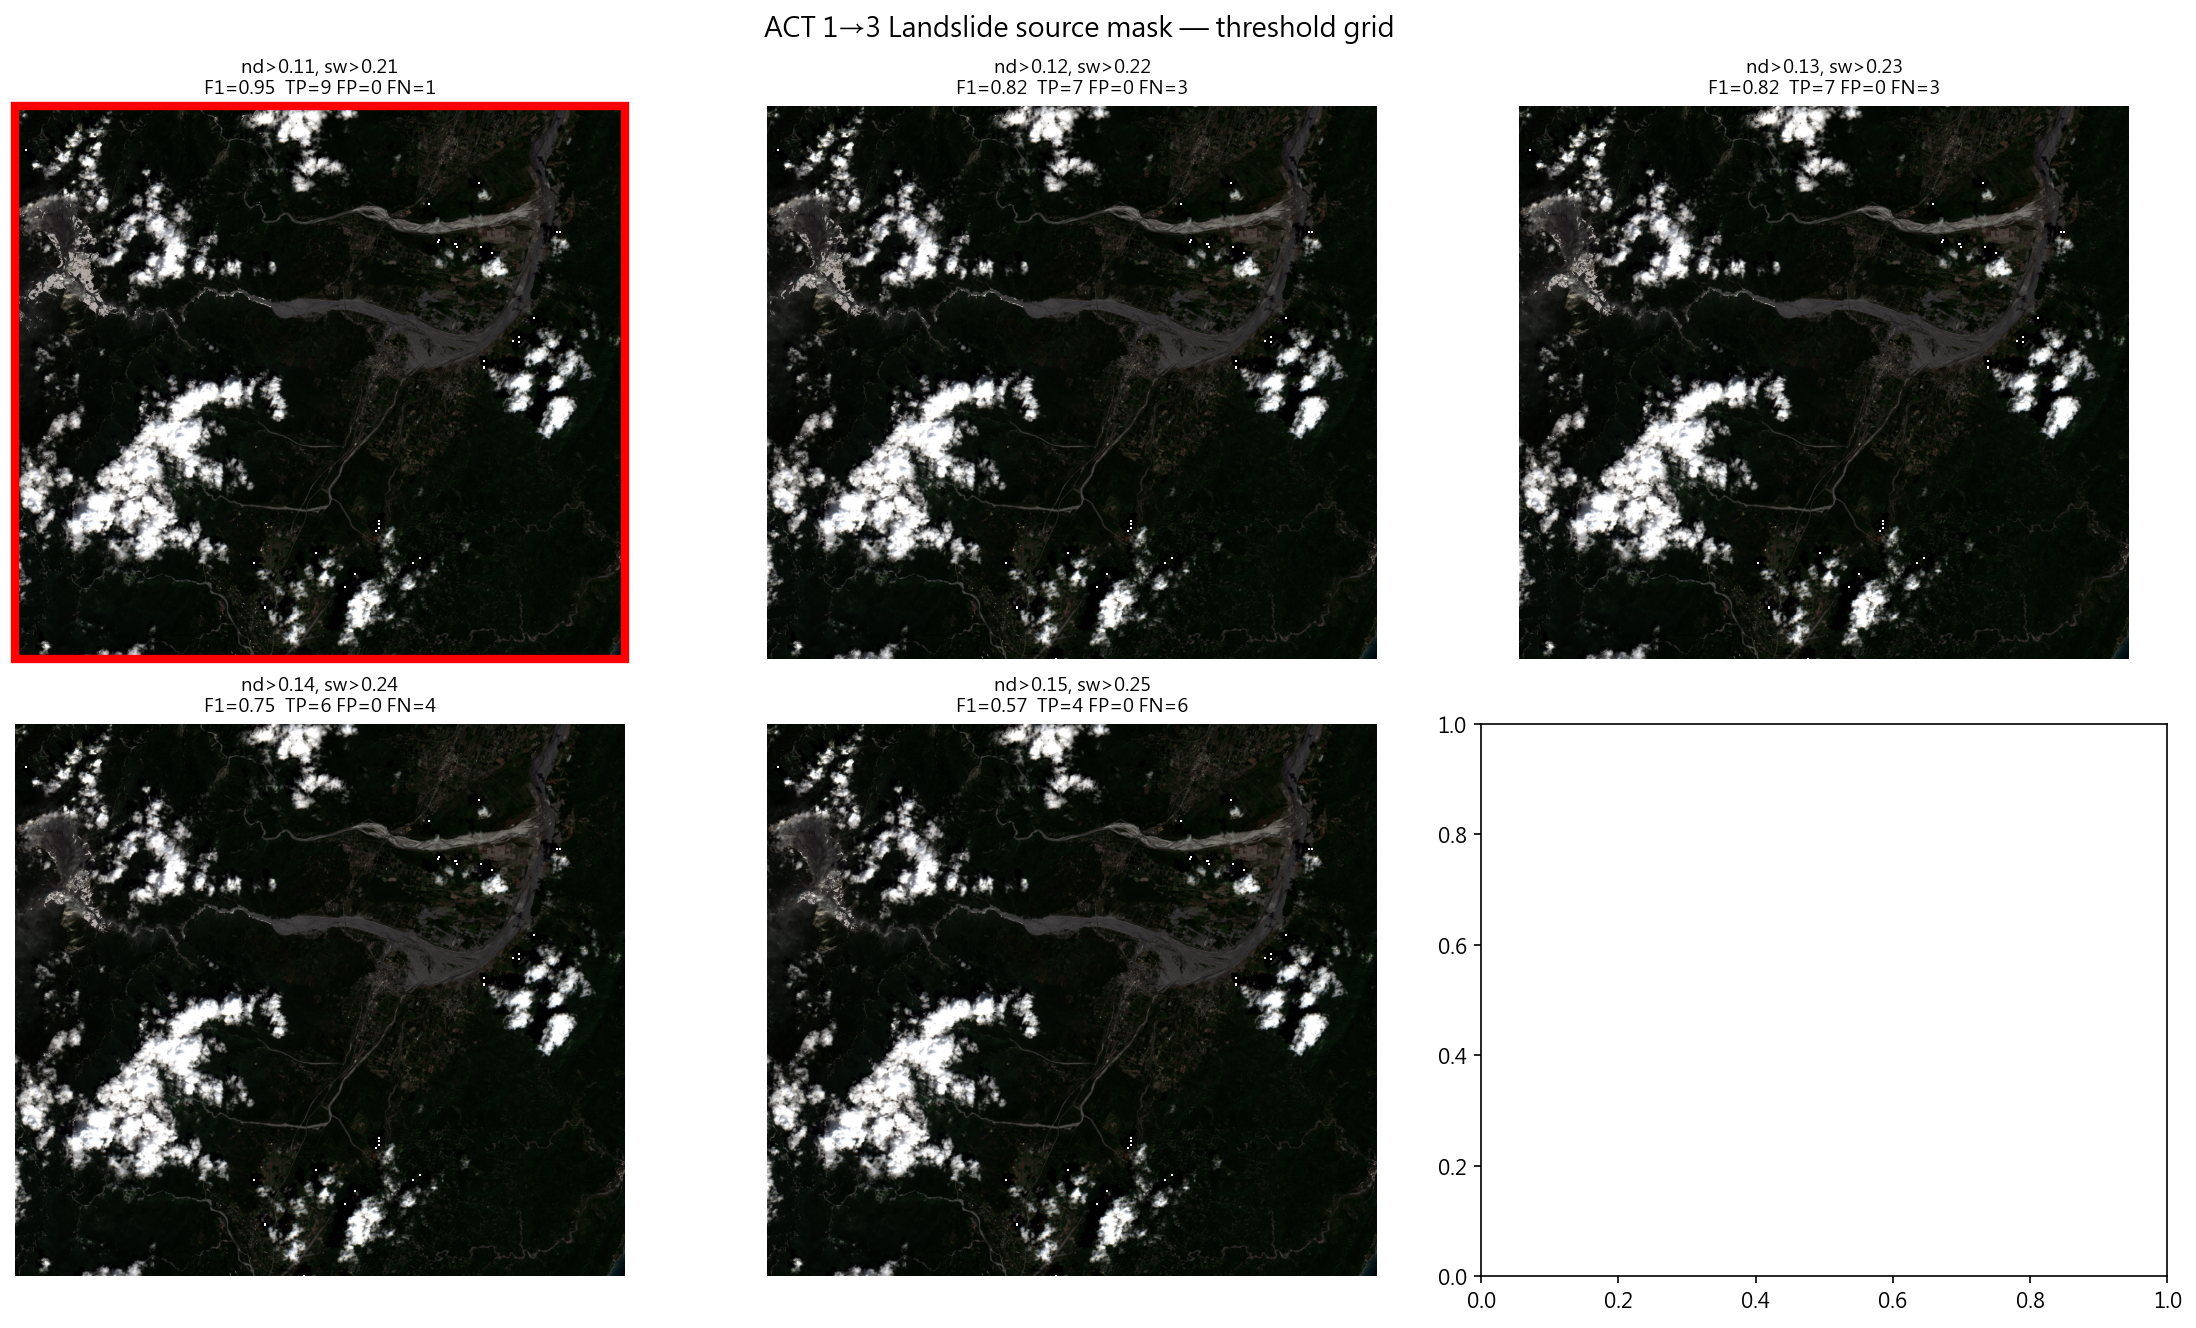 ACT 1→3 Landslide source mask — threshold grid
nd>0.11, sw>0.21
F1=0.95  TP=9 FP=0 FN=1
nd>0.12, sw>0.22
F1=0.82  TP=7 FP=0 FN=3
nd>0.13, sw>0.23
F1=0.82  TP=7 FP=0 FN=3
nd>0.14, sw>0.24
F1=0.75  TP=6 FP=0 FN=4
nd>0.15, sw>0.25
F1=0.57  TP=4 FP=0 FN=6
1.0
0.8
0.6
0.4
0.2
0.0
0.0 0.2 0.4 0.6 0.8 1.0